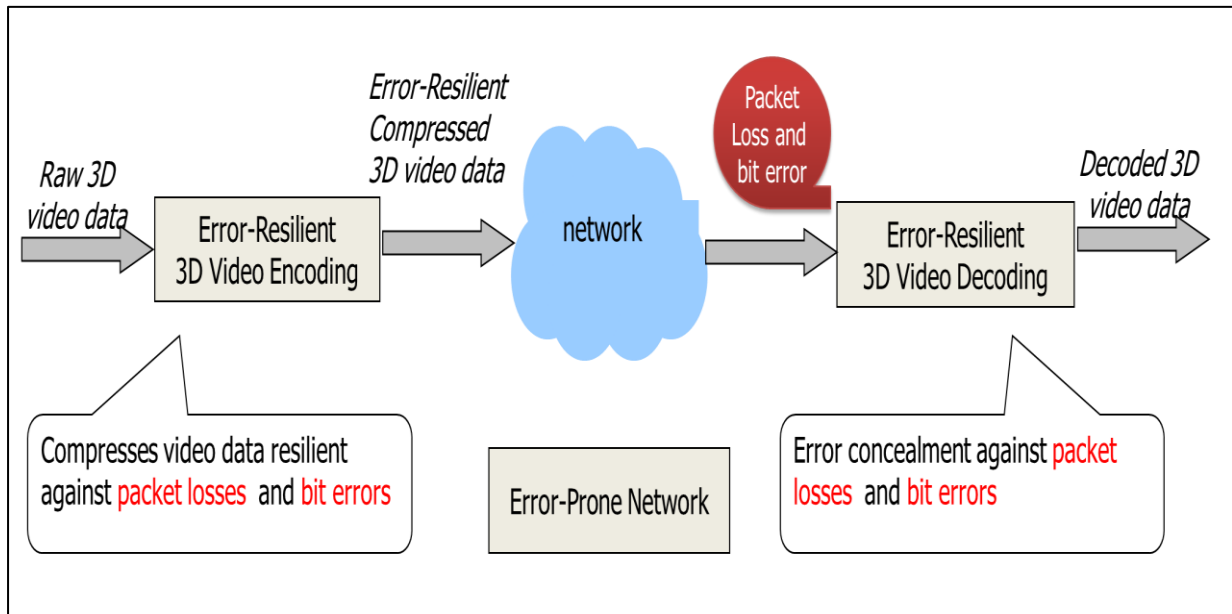 Raw 3D
video data
Error-Resilient
3D Video Encoding
Error-Resilient
Compressed
3D video data
network
Packet
Loss and
bit error
Error-Resilient
3D Video Decoding
Decoded 3D
video data
Compresses video data resilient
against packet losses and bit errors
Error-Prone Network
Error concealment against packet
losses and bit errors